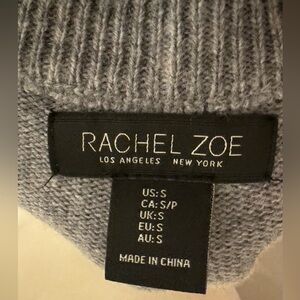 RACHEL ZOE
LOS ANGELES NEW YORK
US: S
CA: S/P
UK: S
EU: S
AU: S
MADE IN CHINA